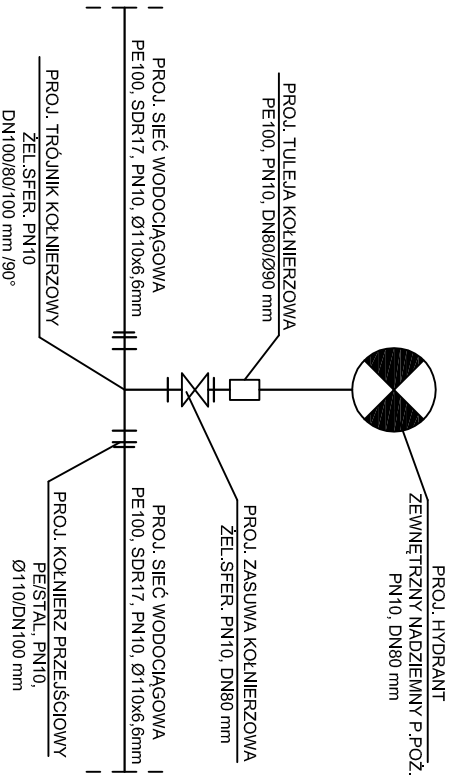 PROJ. HYDRANT
ZEWNĘTRZNY NADZIEMNY P.POŻ.
PN10, DN80 mm
PROJ. TULEJA KOŁNIERZOWA
PE100, PN10, DN80/Ø90 mm
PROJ. ZASUWA KOŁNIERZOWA
ŻEL.SFER. PN10, DN80 mm
PROJ. SIEĆ WODOCIĄGOWA
PE100, SDR17, PN10, Ø110x6,6mm
PROJ. SIEĆ WODOCIĄGOWA
PE100, SDR17, PN10, Ø110x6,6mm
PROJ. TRÓJNIK KOŁNIERZOWY
ŻEL.SFER. PN10
DN100/80/100 mm /90°
PROJ. KOŁNIERZ PRZEJŚCIOWY
PE/STAL, PN10,
Ø110/DN100 mm